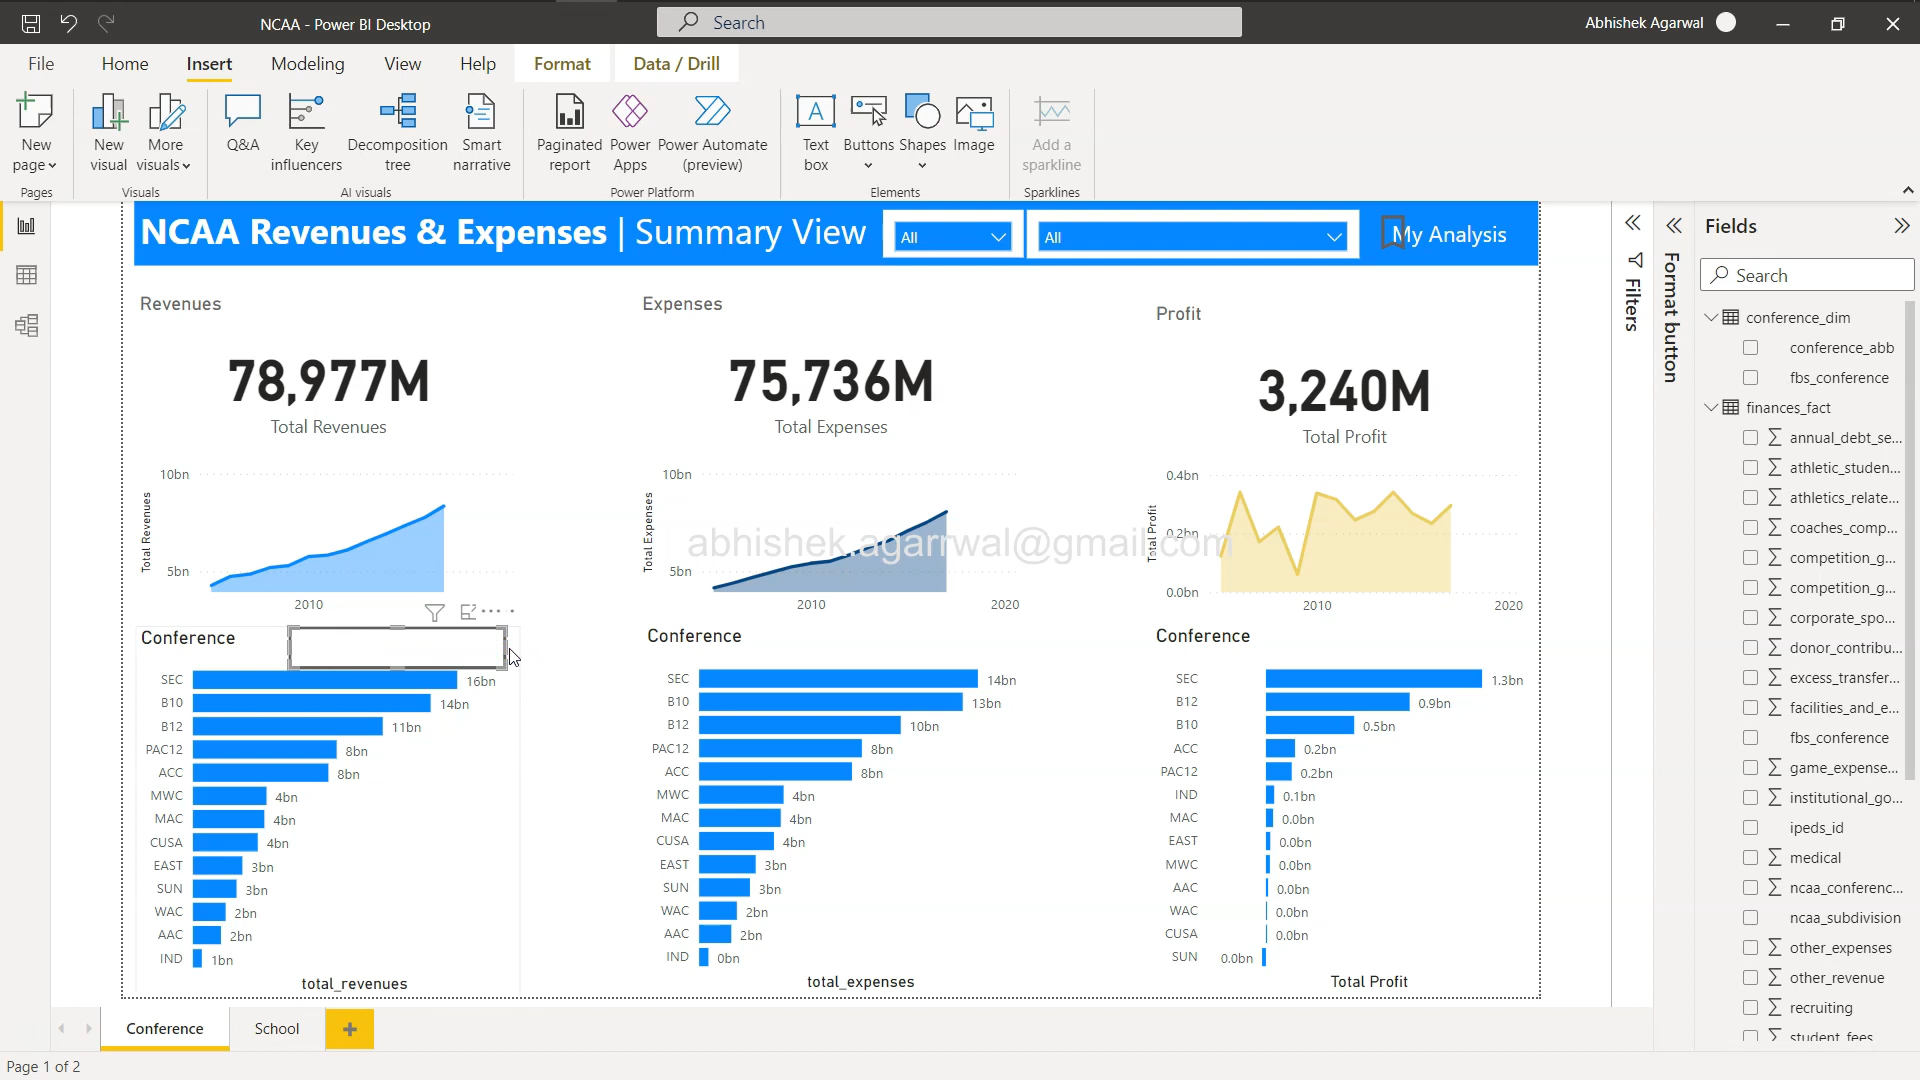 NCAA - Power BI Desktop
Search
Abhishek Agarwal
File
Home
Insert
Modeling
View
Help
Format
Data / Drill
New page
New visual
More visuals
Q&A
Key influencers
Decomposition tree
Smart narrative
Paginated report
Power Apps
Power Automate (preview)
Text box
Buttons
Shapes
Image
Add a sparkline
Pages
Visuals
AI visuals
Power Platform
Elements
Sparklines
NCAA Revenues & Expenses | Summary View
All
All
My Analysis
Revenues
78,977M
Total Revenues
10bn
5bn
Total Revenues
2010
Conference
SEC 16bn
B10 14bn
B12 11bn
PAC12 8bn
ACC 8bn
MWC 4bn
MAC 4bn
CUSA 4bn
EAST 3bn
SUN 3bn
WAC 2bn
AAC 2bn
IND 1bn
total_revenues
Expenses
75,736M
Total Expenses
10bn
5bn
Total Expenses
2010
2020
Conference
SEC 14bn
B10 13bn
B12 10bn
PAC12 8bn
ACC 8bn
MWC 4bn
MAC 4bn
CUSA 4bn
EAST 3bn
SUN 3bn
WAC 2bn
AAC 2bn
IND 0bn
total_expenses
Profit
3,240M
Total Profit
0.4bn
0.2bn
0.0bn
Total Profit
2010
2020
Conference
SEC 1.3bn
B12 0.9bn
B10 0.5bn
ACC 0.2bn
PAC12 0.2bn
IND 0.1bn
MAC 0.0bn
EAST 0.0bn
MWC 0.0bn
AAC 0.0bn
WAC 0.0bn
CUSA 0.0bn
SUN 0.0bn
Total Profit
abhishek.agarrwal@gmail.com
Filters
Format button
Fields
Search
conference_dim
conference_abb
fbs_conference
finances_fact
annual_debt_se...
athletic_studen...
athletics_relate...
coaches_comp...
competition_g...
competition_g...
corporate_spo...
donor_contribu...
excess_transfer...
facilities_and_e...
fbs_conference
game_expense...
institutional_go...
ipeds_id
medical
ncaa_conferenc...
ncaa_subdivision
other_expenses
other_revenue
recruiting
student_fees
Conference
School
Page 1 of 2